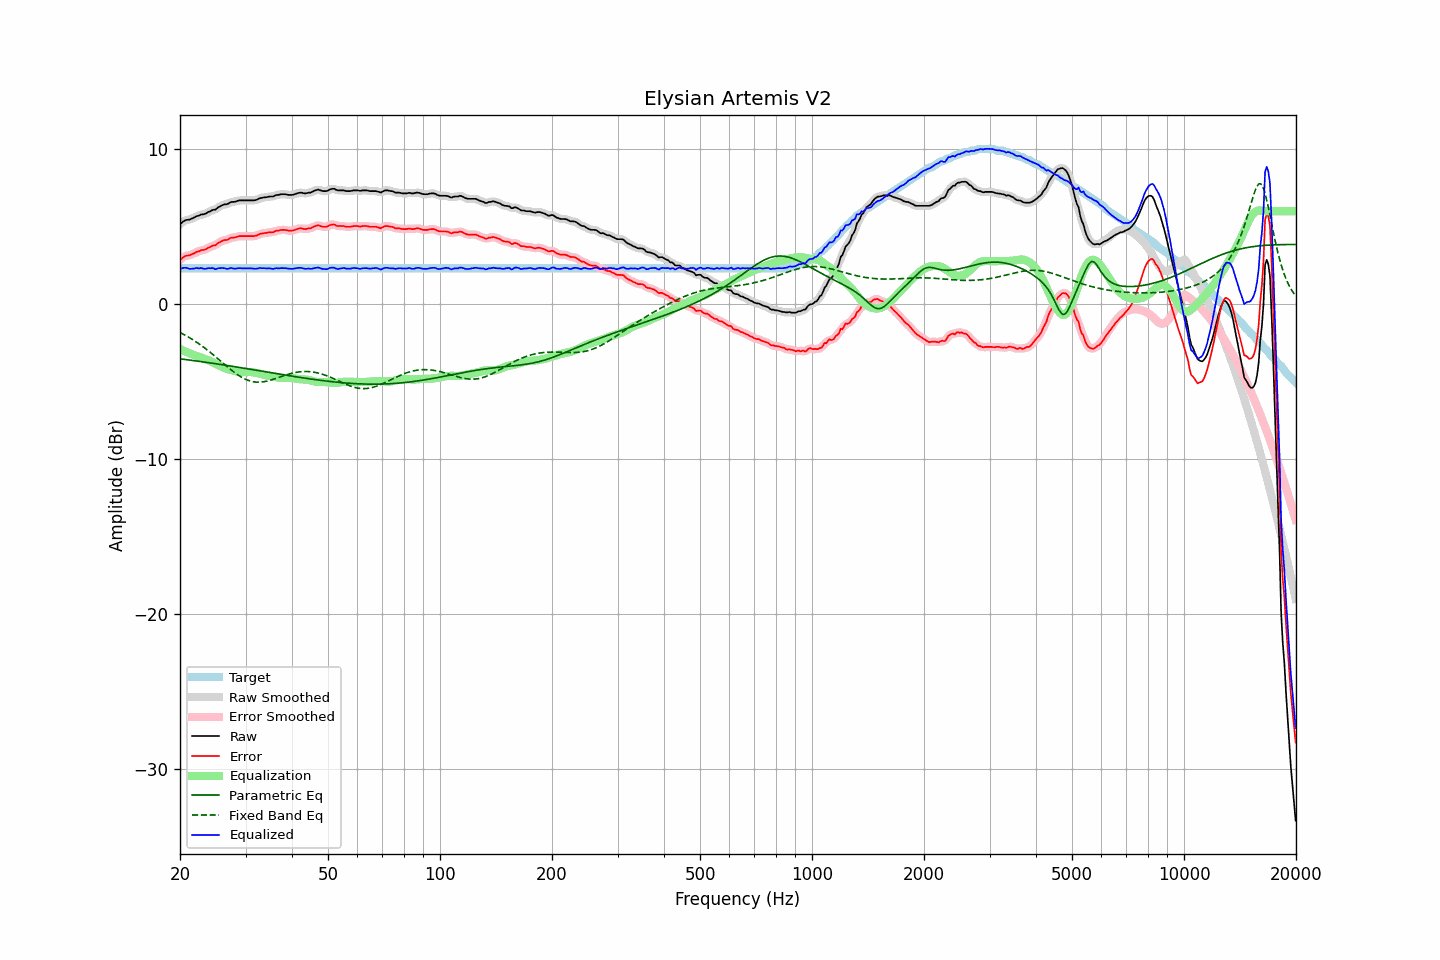 Elysian Artemis V2
Amplitude (dBr)
10
0
−10
−20
−30
Target
Raw Smoothed
Error Smoothed
Raw
Error
Equalization
Parametric Eq
Fixed Band Eq
Equalized
20 50 100 200 500 1000 2000 5000 10000 20000
Frequency (Hz)